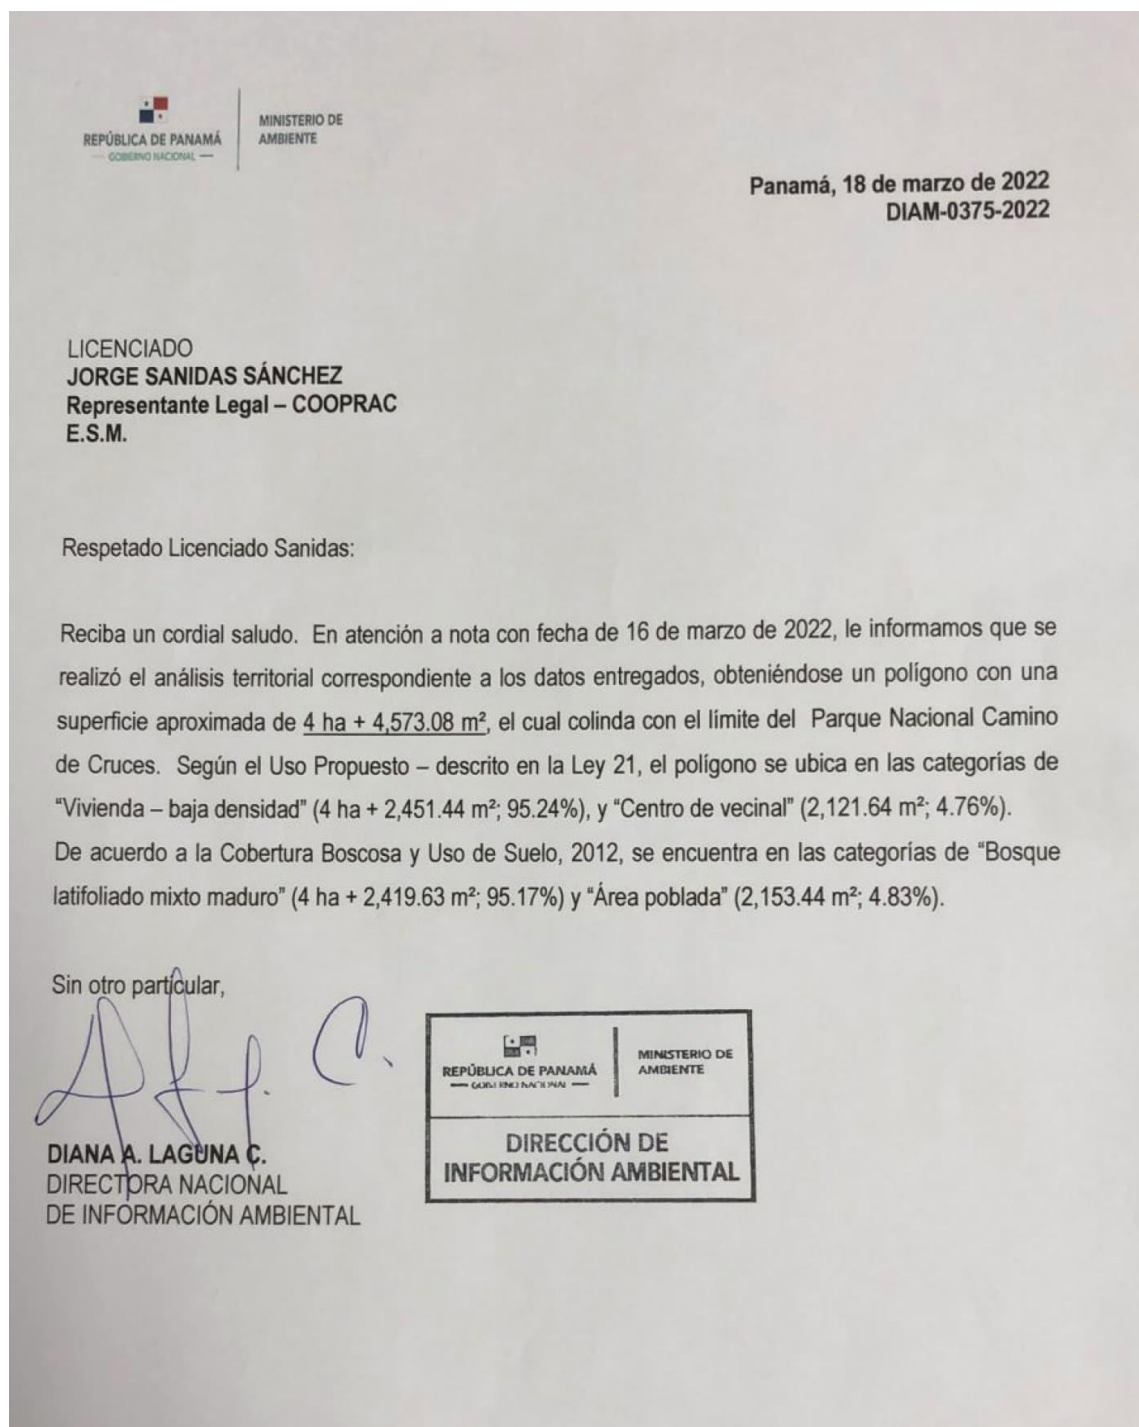 REPÚBLICA DE PANAMÁ
— GOBIERNO NACIONAL —
MINISTERIO DE
AMBIENTE
Panamá, 18 de marzo de 2022
DIAM-0375-2022
LICENCIADO
JORGE SANIDAS SÁNCHEZ
Representante Legal – COOPRAC
E.S.M.
Respetado Licenciado Sanidas:
Reciba un cordial saludo. En atención a nota con fecha de 16 de marzo de 2022, le informamos que se
realizó el análisis territorial correspondiente a los datos entregados, obteniéndose un polígono con una
superficie aproximada de 4 ha + 4,573.08 m², el cual colinda con el límite del Parque Nacional Camino
de Cruces. Según el Uso Propuesto – descrito en la Ley 21, el polígono se ubica en las categorías de
“Vivienda – baja densidad” (4 ha + 2,451.44 m²; 95.24%), y “Centro de vecinal” (2,121.64 m²; 4.76%).
De acuerdo a la Cobertura Boscosa y Uso de Suelo, 2012, se encuentra en las categorías de “Bosque
latifoliado mixto maduro” (4 ha + 2,419.63 m²; 95.17%) y “Área poblada” (2,153.44 m²; 4.83%).
Sin otro particular,
DIANA A. LAGUNA C.
DIRECTORA NACIONAL
DE INFORMACIÓN AMBIENTAL
REPÚBLICA DE PANAMÁ
— GOBIERNO NACIONAL —
MINISTERIO DE
AMBIENTE
DIRECCIÓN DE
INFORMACIÓN AMBIENTAL